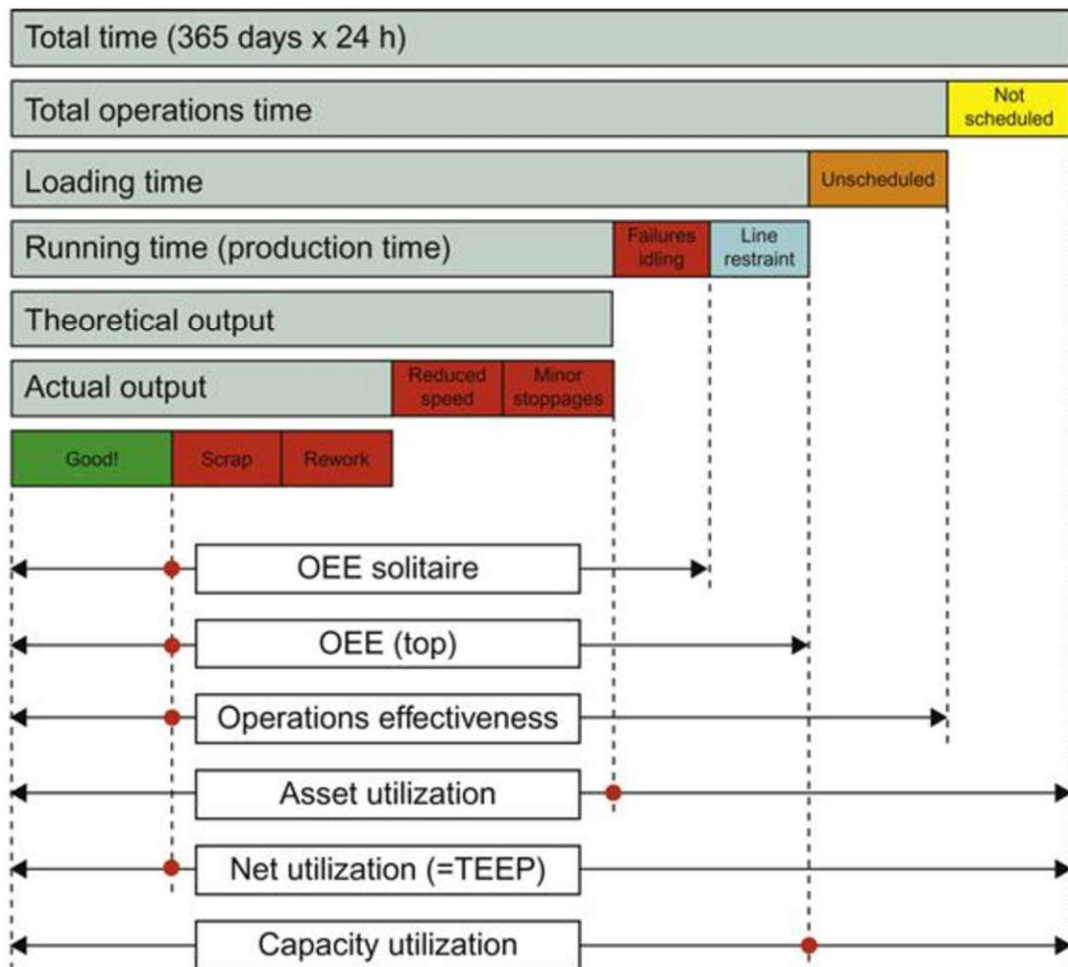 Total time (365 days x 24 h)
Total operations time
Not
scheduled
Loading time
Unscheduled
Running time (production time)
Failures
idling
Line
restraint
Theoretical output
Actual output
Reduced
speed
Minor
stoppages
Good!
Scrap
Rework
OEE solitaire
OEE (top)
Operations effectiveness
Asset utilization
Net utilization (=TEEP)
Capacity utilization